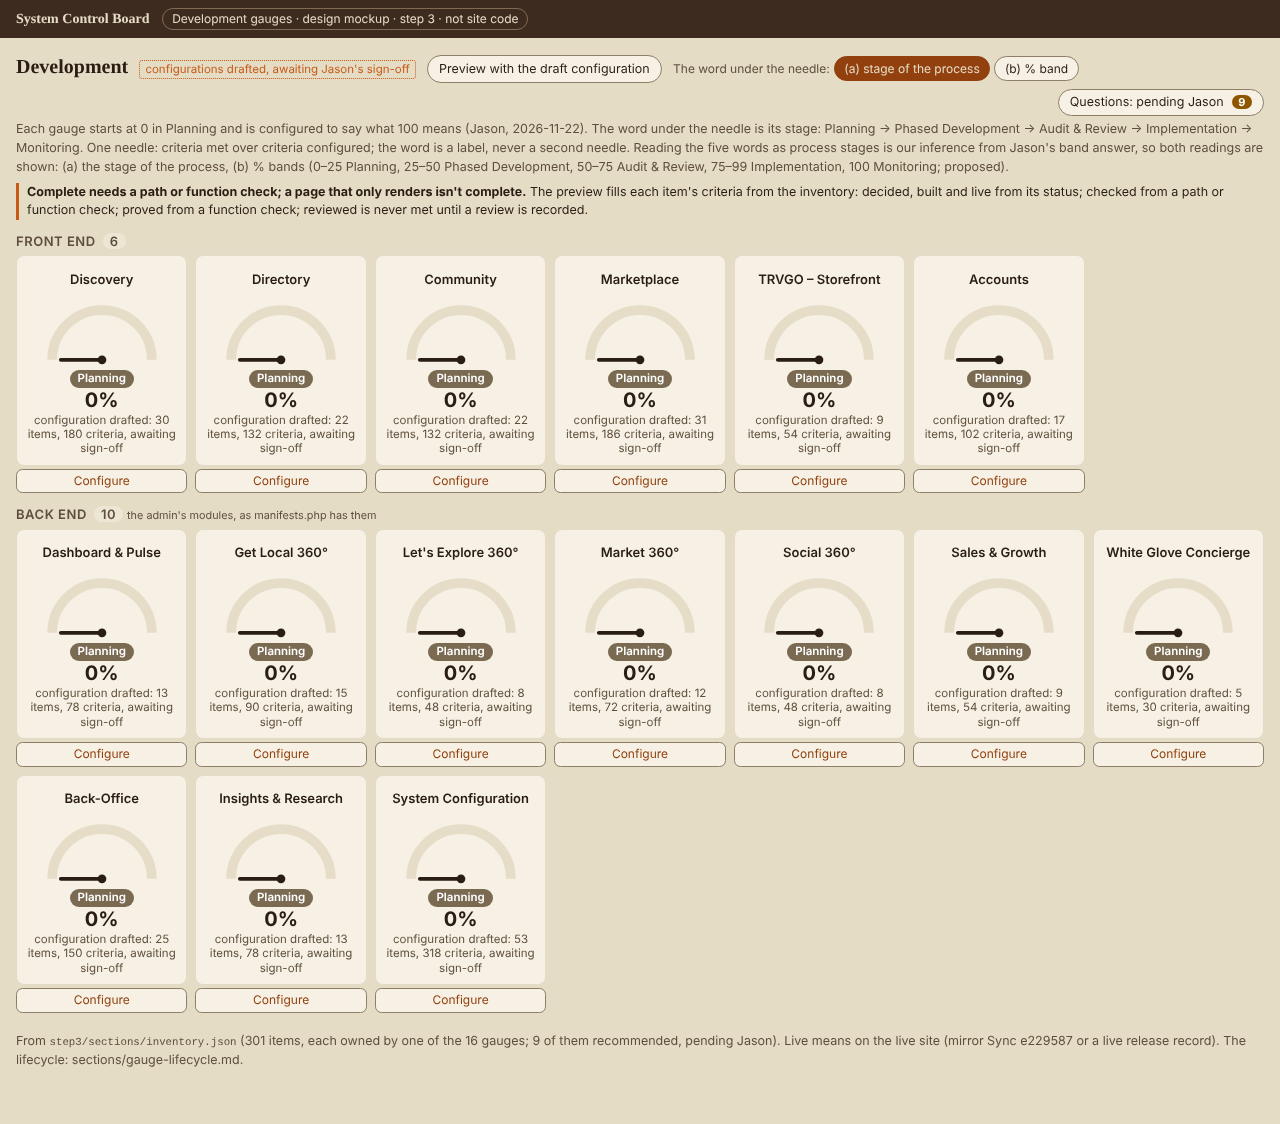 System Control Board
Development gauges · design mockup · step 3 · not site code
Development
configurations drafted, awaiting Jason's sign-off
Preview with the draft configuration
The word under the needle:
(a) stage of the process
(b) % band
Questions: pending Jason 9
Each gauge starts at 0 in Planning and is configured to say what 100 means (Jason, 2026-11-22). The word under the needle is its stage: Planning → Phased Development → Audit & Review → Implementation →
Monitoring. One needle: criteria met over criteria configured; the word is a label, never a second needle. Reading the five words as process stages is our inference from Jason's band answer, so both readings are
shown: (a) the stage of the process, (b) % bands (0–25 Planning, 25–50 Phased Development, 50–75 Audit & Review, 75–99 Implementation, 100 Monitoring; proposed).
Complete needs a path or function check; a page that only renders isn't complete. The preview fills each item's criteria from the inventory: decided, built and live from its status; checked from a path or
function check; proved from a function check; reviewed is never met until a review is recorded.
FRONT END 6
Discovery
Planning
0%
configuration drafted: 30
items, 180 criteria, awaiting
sign-off
Configure
Directory
Planning
0%
configuration drafted: 22
items, 132 criteria, awaiting
sign-off
Configure
Community
Planning
0%
configuration drafted: 22
items, 132 criteria, awaiting
sign-off
Configure
Marketplace
Planning
0%
configuration drafted: 31
items, 186 criteria, awaiting
sign-off
Configure
TRVGO – Storefront
Planning
0%
configuration drafted: 9
items, 54 criteria, awaiting
sign-off
Configure
Accounts
Planning
0%
configuration drafted: 17
items, 102 criteria, awaiting
sign-off
Configure
BACK END 10 the admin's modules, as manifests.php has them
Dashboard & Pulse
Planning
0%
configuration drafted: 13
items, 78 criteria, awaiting
sign-off
Configure
Get Local 360°
Planning
0%
configuration drafted: 15
items, 90 criteria, awaiting
sign-off
Configure
Let's Explore 360°
Planning
0%
configuration drafted: 8
items, 48 criteria, awaiting
sign-off
Configure
Market 360°
Planning
0%
configuration drafted: 12
items, 72 criteria, awaiting
sign-off
Configure
Social 360°
Planning
0%
configuration drafted: 8
items, 48 criteria, awaiting
sign-off
Configure
Sales & Growth
Planning
0%
configuration drafted: 9
items, 54 criteria, awaiting
sign-off
Configure
White Glove Concierge
Planning
0%
configuration drafted: 5
items, 30 criteria, awaiting
sign-off
Configure
Back-Office
Planning
0%
configuration drafted: 25
items, 150 criteria, awaiting
sign-off
Configure
Insights & Research
Planning
0%
configuration drafted: 13
items, 78 criteria, awaiting
sign-off
Configure
System Configuration
Planning
0%
configuration drafted: 53
items, 318 criteria, awaiting
sign-off
Configure
From step3/sections/inventory.json (301 items, each owned by one of the 16 gauges; 9 of them recommended, pending Jason). Live means on the live site (mirror Sync e229587 or a live release record). The
lifecycle: sections/gauge-lifecycle.md.